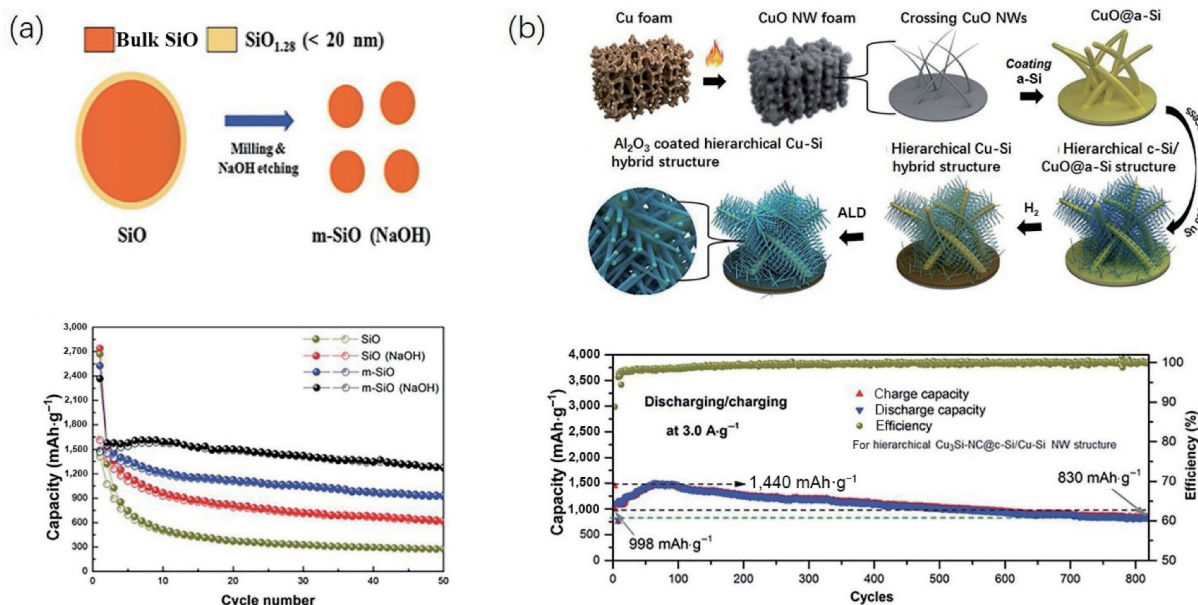 (a)
Bulk SiO
SiO1.28 (< 20 nm)
Milling &
NaOH etching
SiO
m-SiO (NaOH)
3,000
2,700
2,400
2,100
1,800
1,500
1,200
900
600
300
0
Capacity (mAh·g⁻¹)
SiO
SiO (NaOH)
m-SiO
m-SiO (NaOH)
0
10
20
30
40
50
Cycle number
(b)
Cu foam
CuO NW foam
Crossing CuO NWs
CuO@a-Si
Coating
a-Si
Al₂O₃ coated hierarchical Cu-Si
hybrid structure
Hierarchical Cu-Si
hybrid structure
Hierarchical c-Si/
CuO@a-Si structure
ALD
H₂
4,000
3,500
3,000
2,500
2,000
1,500
1,000
500
0
Capacity (mAh·g⁻¹)
Discharging/charging
at 3.0 A·g⁻¹
Charge capacity
Discharge capacity
Efficiency
For hierarchical Cu₃Si-NC@c-Si/Cu-Si NW structure
1,440 mAh·g⁻¹
830 mAh·g⁻¹
998 mAh·g⁻¹
100
90
80
70
60
50
Efficiency (%)
0
100
200
300
400
500
600
700
800
Cycles